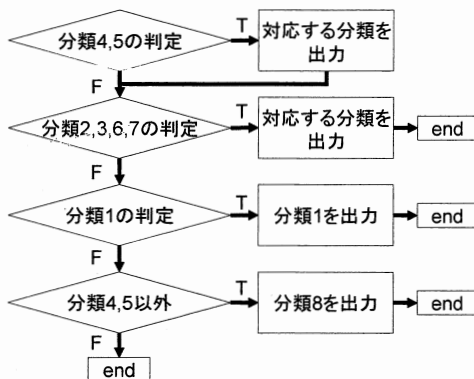 分類4,5の判定
T
対応する分類を
出力
F
分類2,3,6,7の判定
T
対応する分類を
出力
end
F
分類1の判定
T
分類1を出力
end
F
分類4,5以外
T
分類8を出力
end
F
end